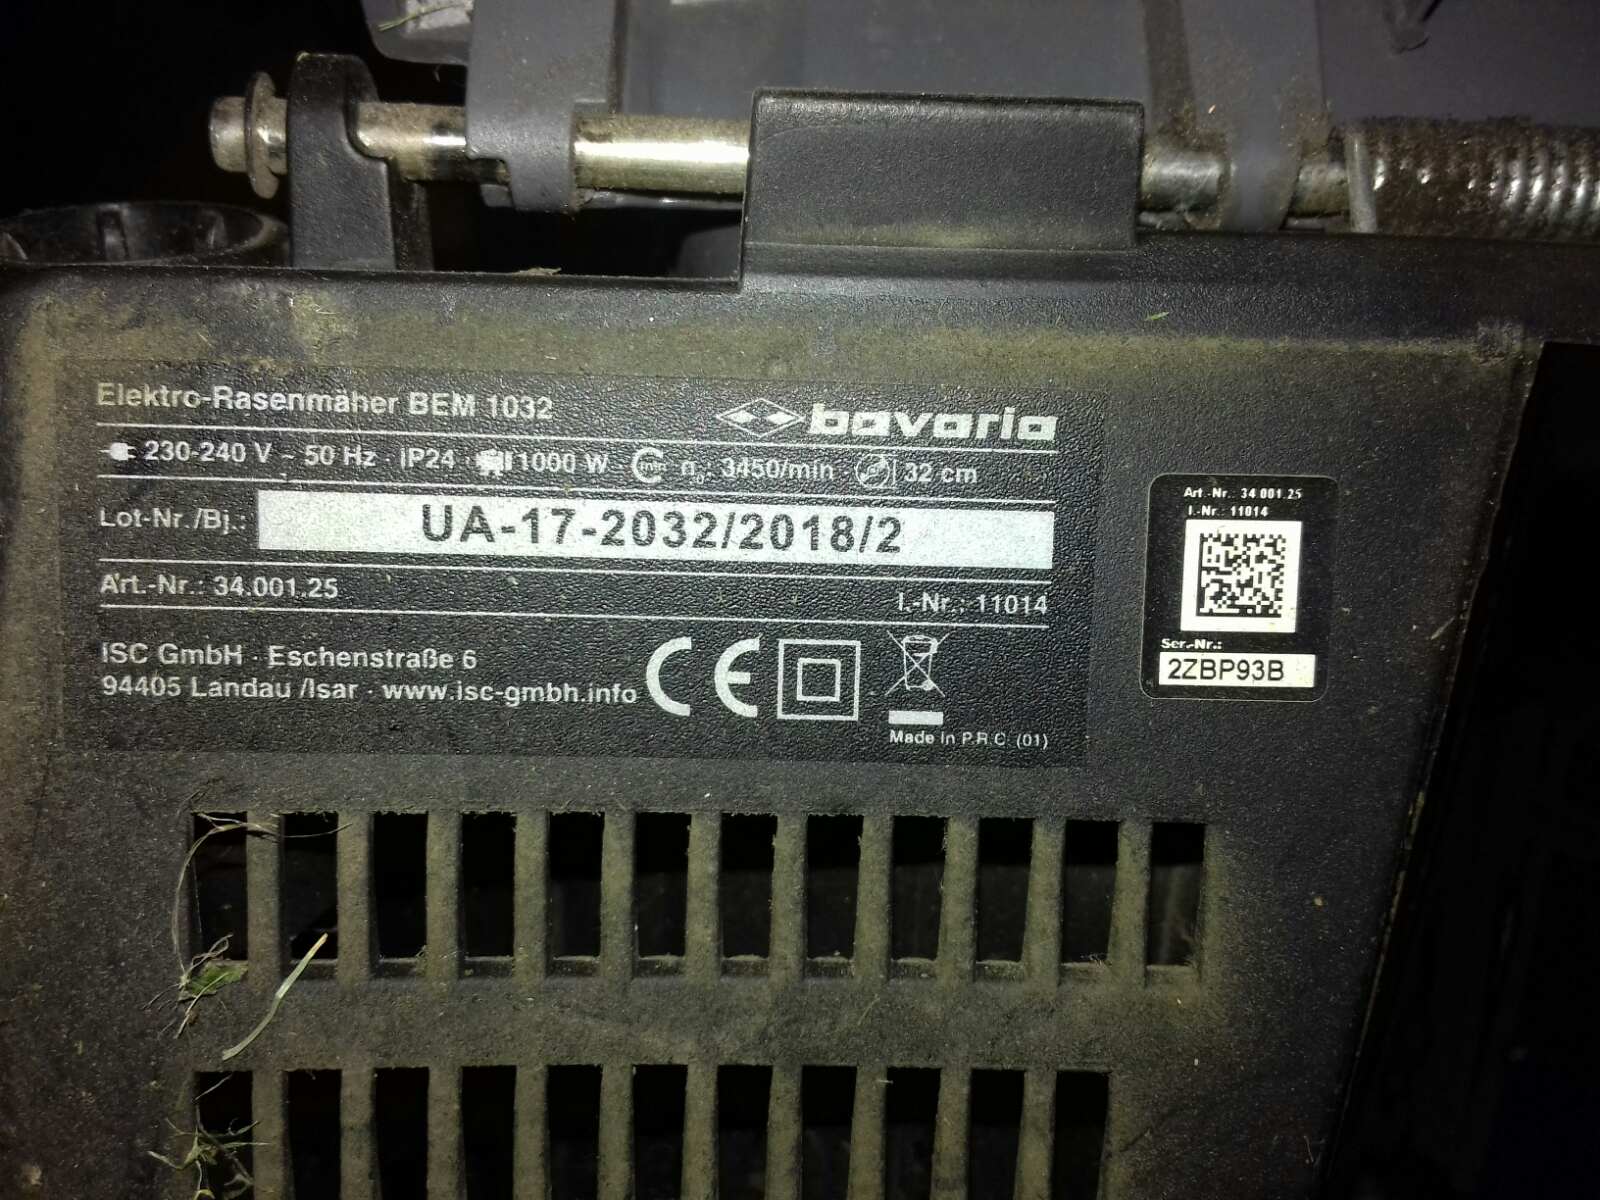 Elektro-Rasenmäher BEM 1032
bavaria
230-240 V ~ 50 Hz · IP24 · 1000 W n₀: 3450/min · 32 cm
Lot-Nr./Bj.: UA-17-2032/2018/2
Art.-Nr.: 34.001.25 I.-Nr.: 11014
ISC GmbH · Eschenstraße 6
94405 Landau /Isar · www.isc-gmbh.info
CE
Made in P.R.C. (01)
Art.-Nr.: 34.001.25
I.-Nr.: 11014
Ser.-Nr.:
2ZBP93B